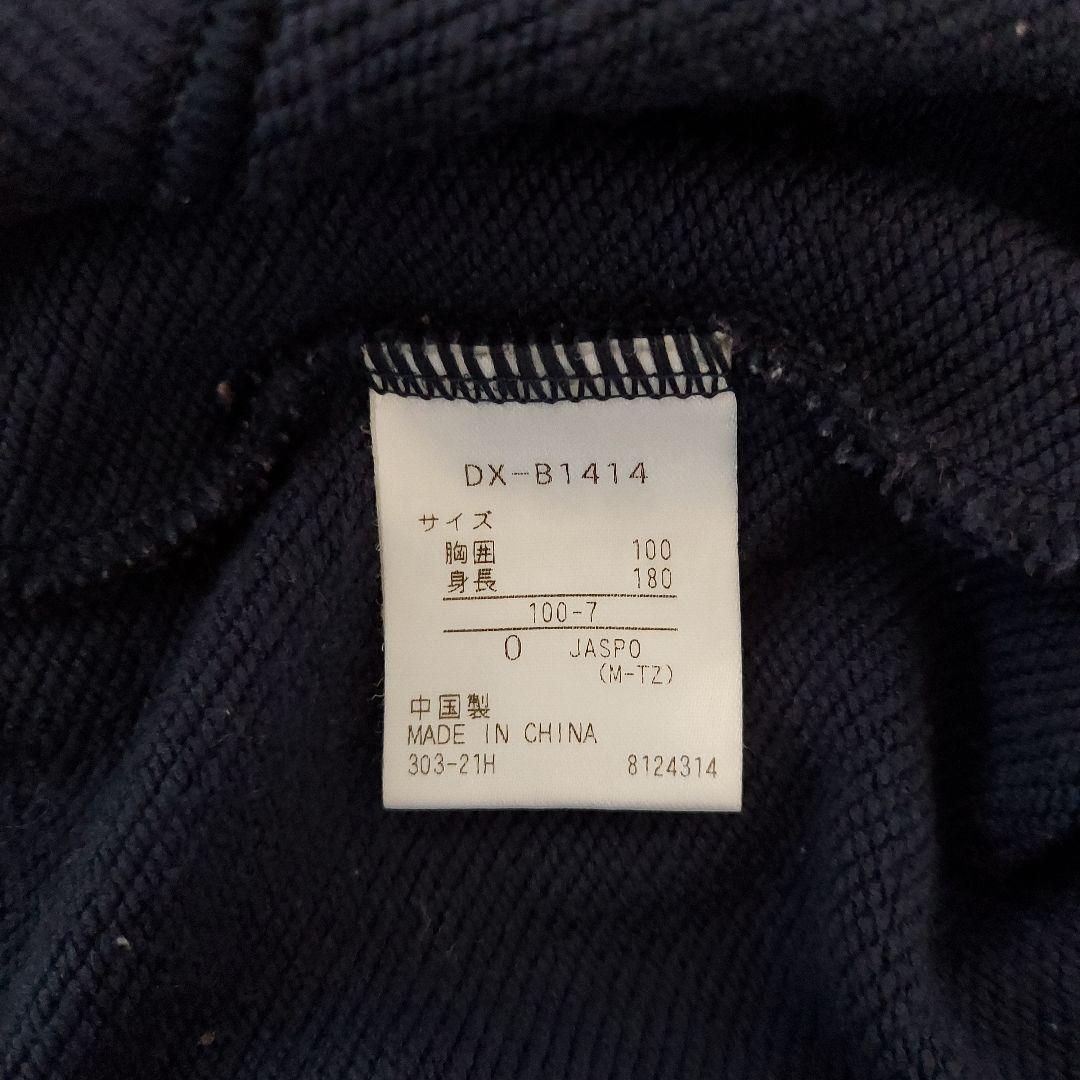 DX-B1414
サイズ
胸囲 100
身長 180
100-7
O JASPO
(M-TZ)
中国製
MADE IN CHINA
303-21H 8124314